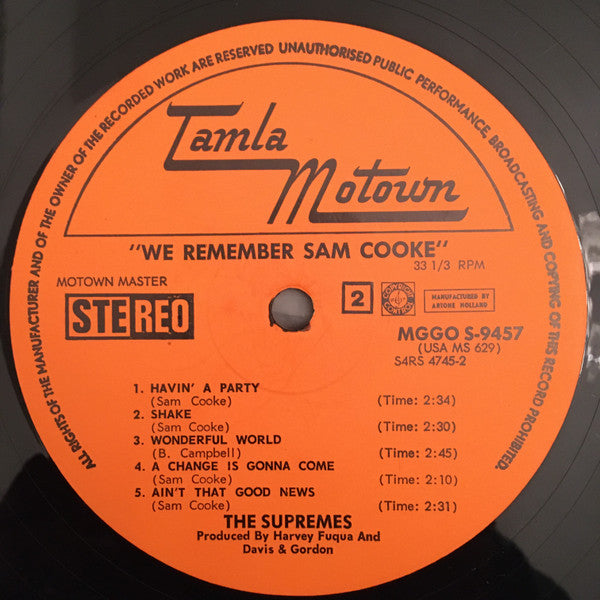 ALL RIGHTS OF THE MANUFACTURER AND OF THE OWNER OF THE RECORDED WORK ARE RESERVED UNAUTHORISED PUBLIC PERFORMANCE BROADCASTING AND COPYING OF THIS RECORD PROHIBITED.
Tamla
Motown
"WE REMEMBER SAM COOKE"
33 1/3 RPM
MOTOWN MASTER
STEREO
2
MANUFACTURED BY
ARTONE HOLLAND
MGGO S-9457
(USA MS 629)
S4RS 4745-2
1. HAVIN' A PARTY
(Sam Cooke) (Time: 2:34)
2. SHAKE
(Sam Cooke) (Time: 2:30)
3. WONDERFUL WORLD
(B. Campbell) (Time: 2:45)
4. A CHANGE IS GONNA COME
(Sam Cooke) (Time: 2:10)
5. AIN'T THAT GOOD NEWS
(Sam Cooke) (Time: 2:31)
THE SUPREMES
Produced By Harvey Fuqua And
Davis & Gordon